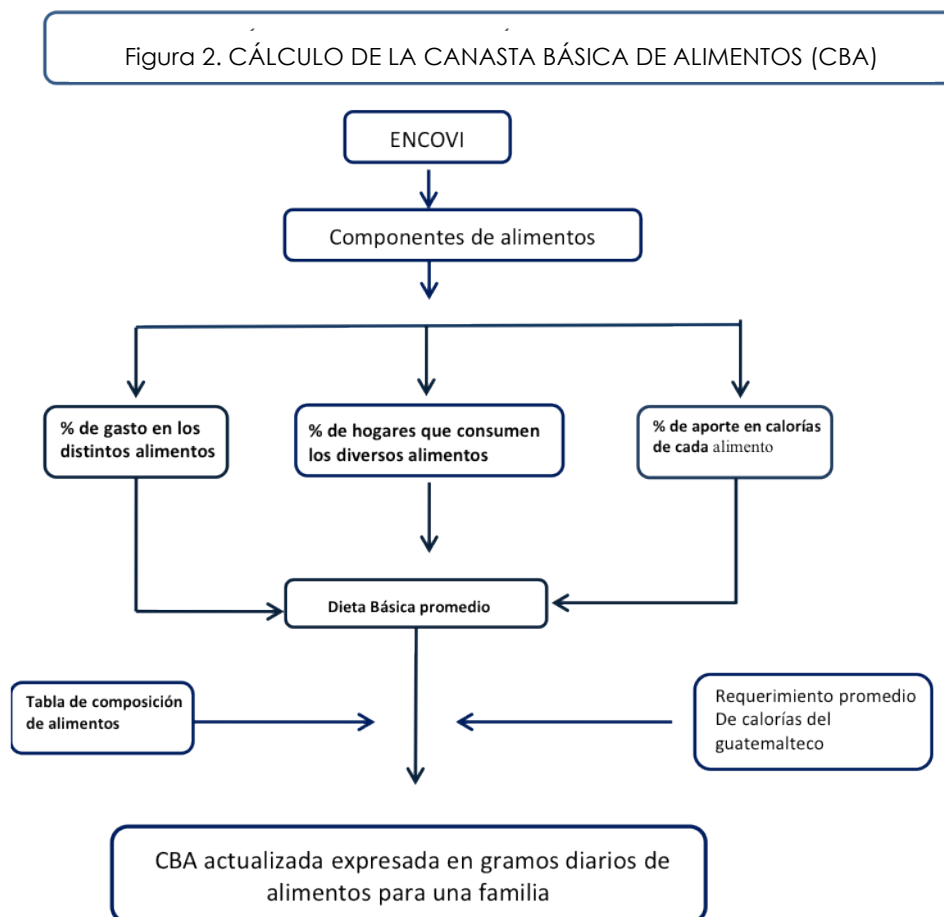 Figura 2. CÁLCULO DE LA CANASTA BÁSICA DE ALIMENTOS (CBA)
ENCOVI
Componentes de alimentos
% de gasto en los
distintos alimentos
% de hogares que consumen
los diversos alimentos
% de aporte en calorías
de cada alimento
Dieta Básica promedio
Tabla de composición
de alimentos
Requerimiento promedio
De calorías del
guatemalteco
CBA actualizada expresada en gramos diarios de
alimentos para una familia